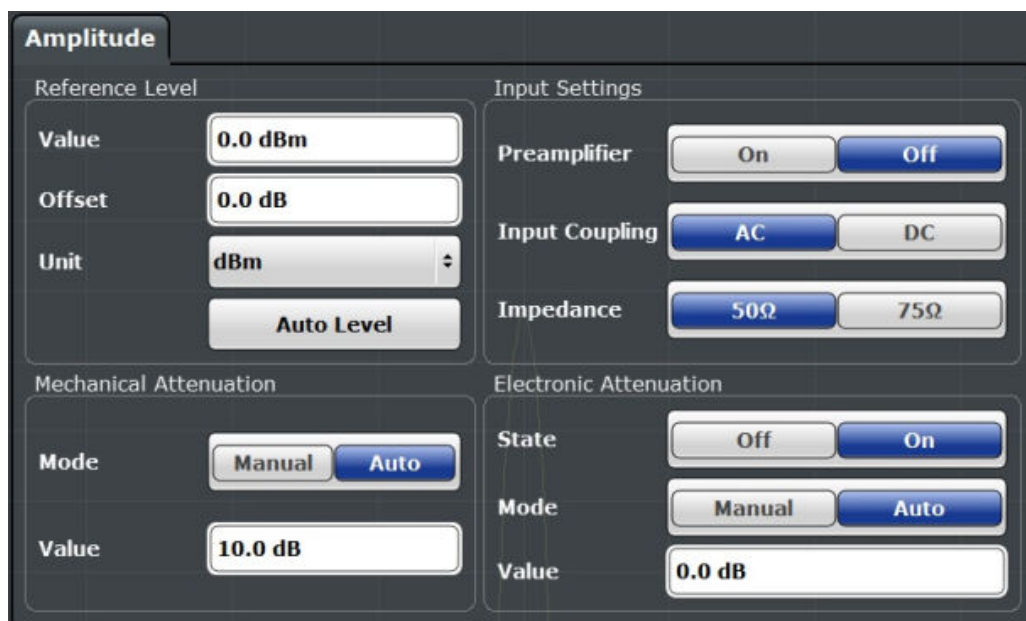 Amplitude
Reference Level
Value 0.0 dBm
Offset 0.0 dB
Unit dBm
Auto Level
Input Settings
Preamplifier On Off
Input Coupling AC DC
Impedance 50Ω 75Ω
Mechanical Attenuation
Mode Manual Auto
Value 10.0 dB
Electronic Attenuation
State Off On
Mode Manual Auto
Value 0.0 dB